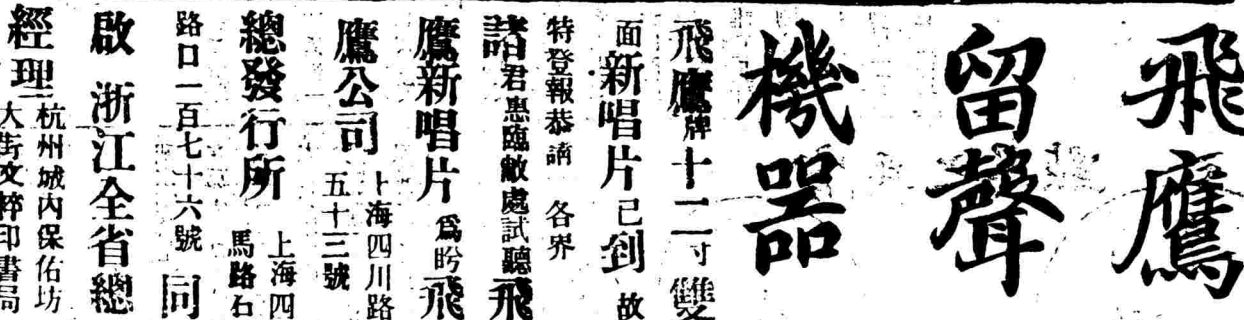 飛鷹
留聲
機器
飛鷹牌十二寸雙
面新唱片已到 故
特登報恭請 各界
諸君惠臨敝處試聽飛
鷹新唱片 爲盼 飛
鷹公司 上海四川路五十三號
總發行所 上海四馬路石
路口一百七十六號 同
啟 浙江全省總
經理 杭州城內保佑坊大街文粹印書局